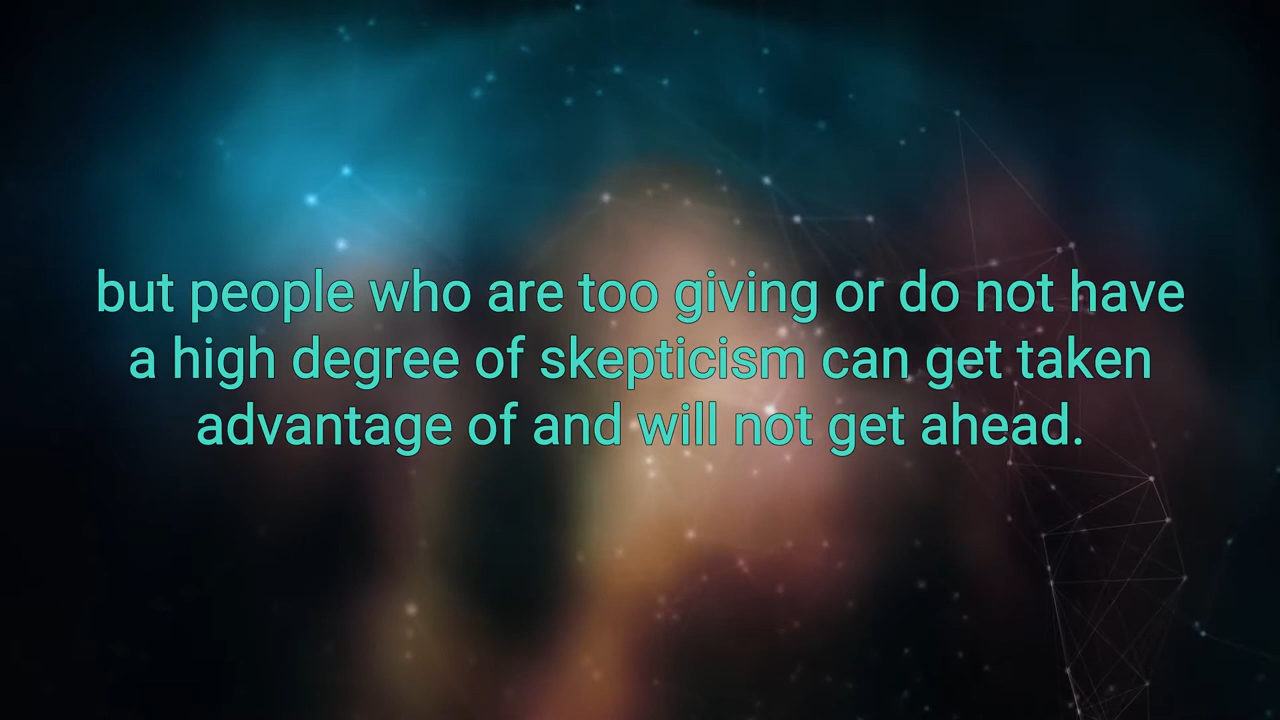 but people who are too giving or do not have
a high degree of skepticism can get taken
advantage of and will not get ahead.